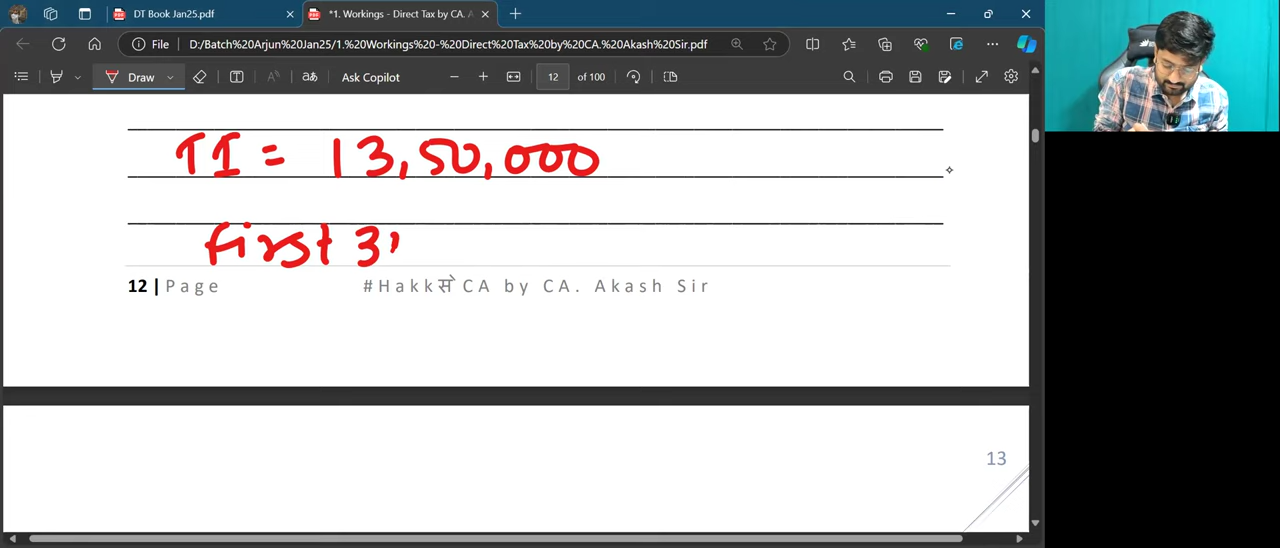 DT Book Jan25.pdf
*1. Workings - Direct Tax by CA. A
File
D:/Batch%20Arjun%20Jan25/1.%20Workings%20-%20Direct%20Tax%20by%20CA.%20Akash%20Sir.pdf
Draw
aあ
Ask Copilot
12 of 100
TI = 13,50,000
first 3
12 | Page
#Hakkसे CA by CA. Akash Sir
13